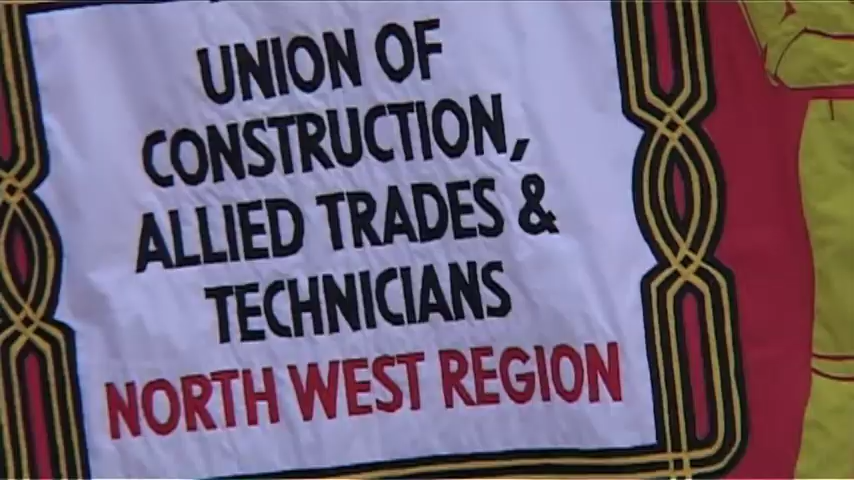 UNION OF
CONSTRUCTION,
ALLIED TRADES &
TECHNICIANS
NORTH WEST REGION